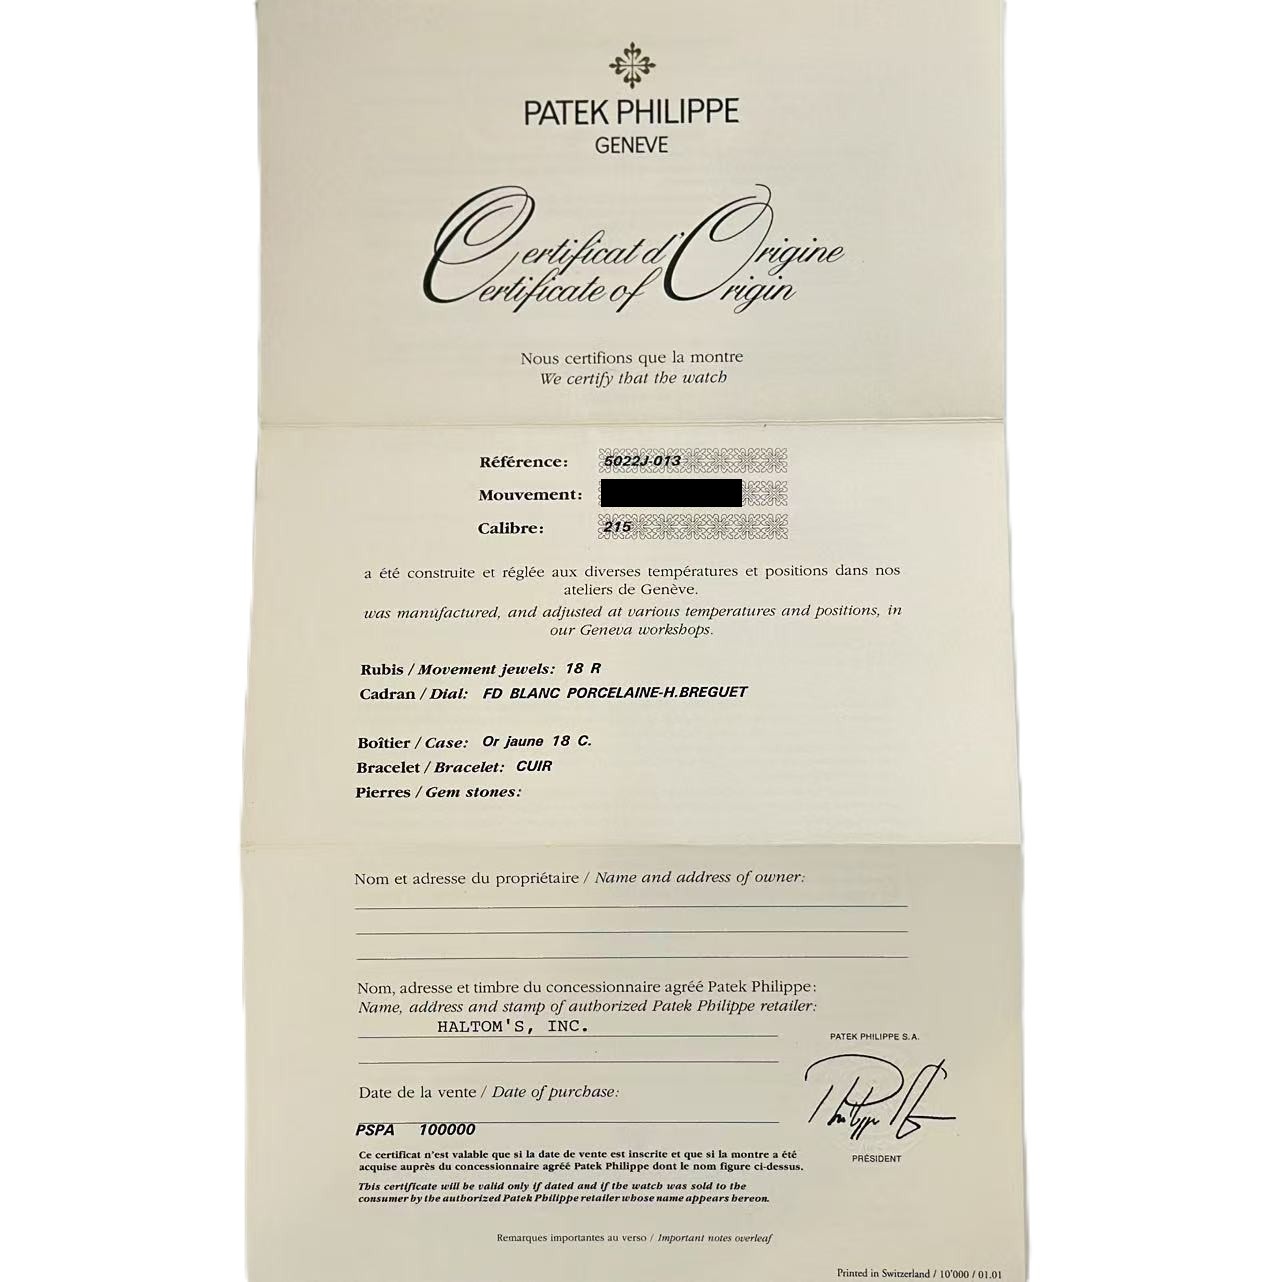 PATEK PHILIPPE
GENEVE
Certificat d'Origine
Certificate of Origin
Nous certifions que la montre
We certify that the watch
Référence: 5022J-013
Mouvement:
Calibre: 215
a été construite et réglée aux diverses températures et positions dans nos
ateliers de Genève.
was manufactured, and adjusted at various temperatures and positions, in
our Geneva workshops.
Rubis / Movement jewels: 18 R
Cadran / Dial: FD BLANC PORCELAINE-H.BREGUET
Boîtier / Case: Or jaune 18 C.
Bracelet / Bracelet: CUIR
Pierres / Gem stones:
Nom et adresse du propriétaire / Name and address of owner:
Nom, adresse et timbre du concessionnaire agréé Patek Philippe:
Name, address and stamp of authorized Patek Philippe retailer:
HALTOM'S, INC.
PATEK PHILIPPE S.A.
Date de la vente / Date of purchase:
PSPA 100000
PRÉSIDENT
Ce certificat n'est valable que si la date de vente est inscrite et que si la montre a été
acquise auprès du concessionnaire agréé Patek Philippe dont le nom figure ci-dessus.
This certificate will be valid only if dated and if the watch was sold to the
consumer by the authorized Patek Philippe retailer whose name appears hereon.
Remarques importantes au verso / Important notes overleaf
Printed in Switzerland / 10'000 / 01.01